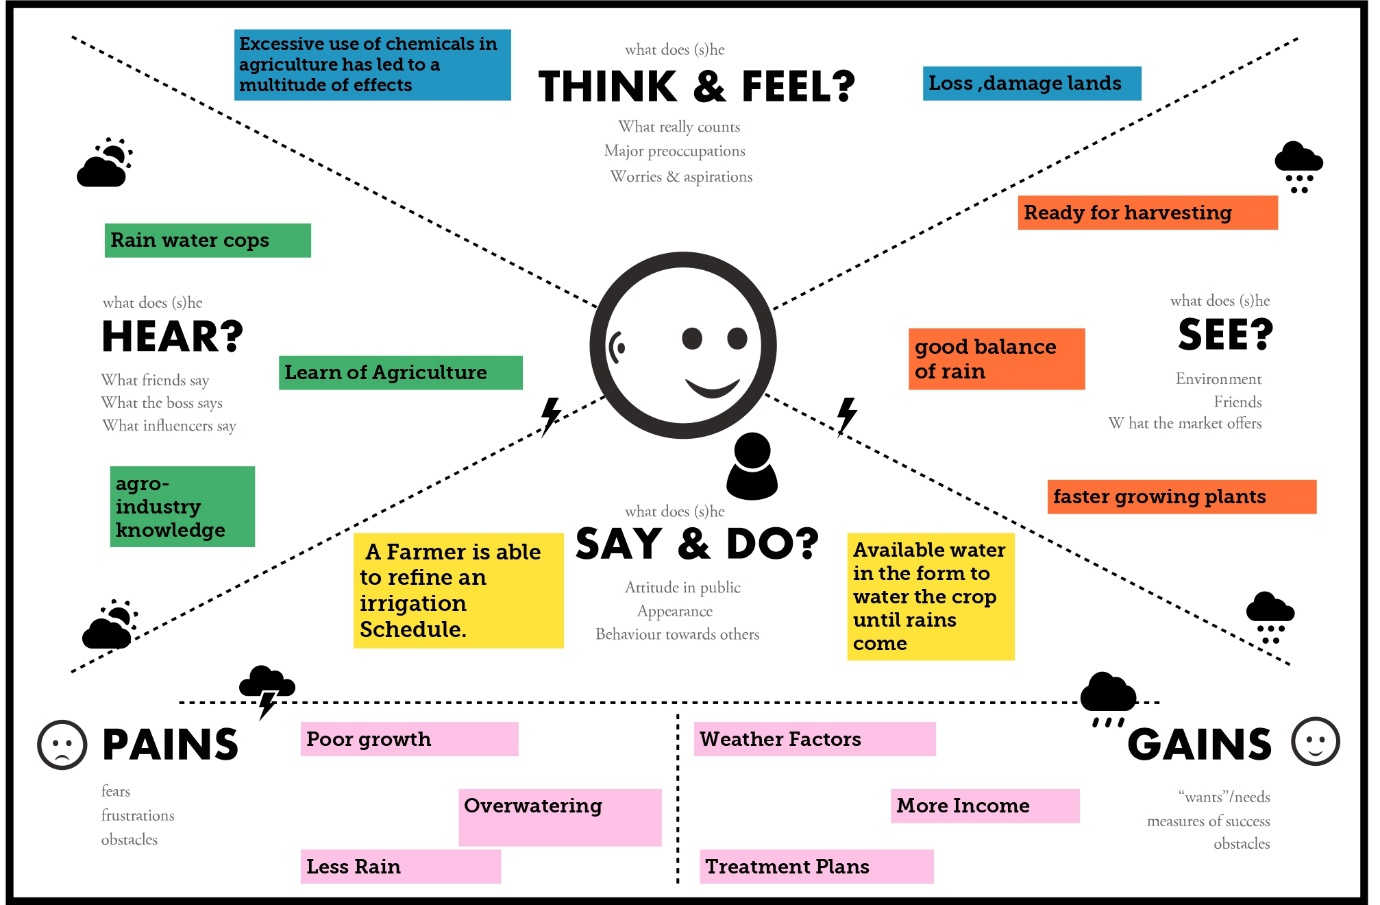 Excessive use of chemicals in
agriculture has led to a
multitude of effects
what does (s)he
THINK & FEEL?
What really counts
Major preoccupations
Worries & aspirations
Loss ,damage lands
Rain water cops
what does (s)he
HEAR?
What friends say
What the boss says
What influencers say
Learn of Agriculture
agro-
industry
knowledge
Ready for harvesting
what does (s)he
SEE?
Environment
Friends
W hat the market offers
good balance
of rain
faster growing plants
what does (s)he
SAY & DO?
Attitude in public
Appearance
Behaviour towards others
A Farmer is able
to refine an
irrigation
Schedule.
Available water
in the form to
water the crop
until rains
come
PAINS
fears
frustrations
obstacles
Poor growth
Overwatering
Less Rain
Weather Factors
More Income
Treatment Plans
GAINS
“wants”/needs
measures of success
obstacles